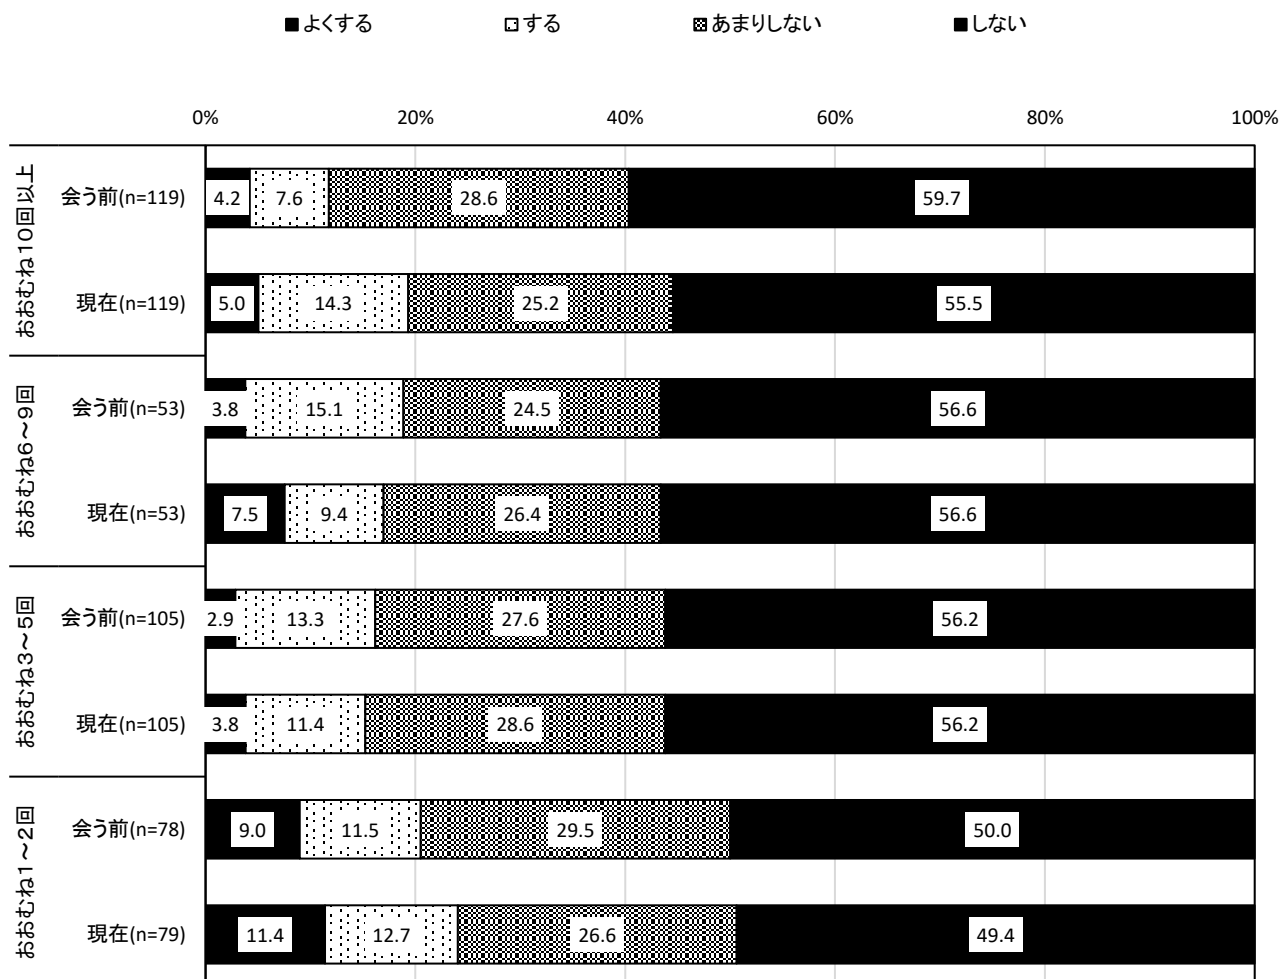 ■よくする □する ▩あまりしない ■しない
0% 20% 40% 60% 80% 100%
おおむね10回以上
会う前(n=119) 4.2 7.6 28.6 59.7
現在(n=119) 5.0 14.3 25.2 55.5
おおむね6～9回
会う前(n=53) 3.8 15.1 24.5 56.6
現在(n=53) 7.5 9.4 26.4 56.6
おおむね3～5回
会う前(n=105) 2.9 13.3 27.6 56.2
現在(n=105) 3.8 11.4 28.6 56.2
おおむね1～2回
会う前(n=78) 9.0 11.5 29.5 50.0
現在(n=79) 11.4 12.7 26.6 49.4